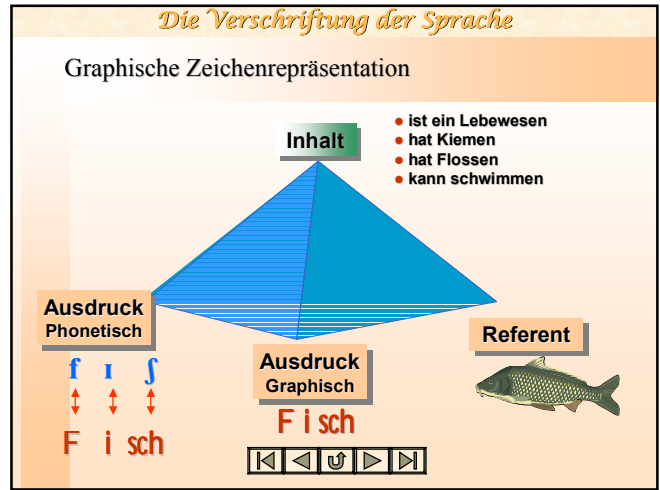 Die Verschriftung der Sprache
Graphische Zeichenrepräsentation
Inhalt
• ist ein Lebewesen
• hat Kiemen
• hat Flossen
• kann schwimmen
Ausdruck
Phonetisch
Ausdruck
Graphisch
Referent
f ɪ ʃ
F i sch
F i sch